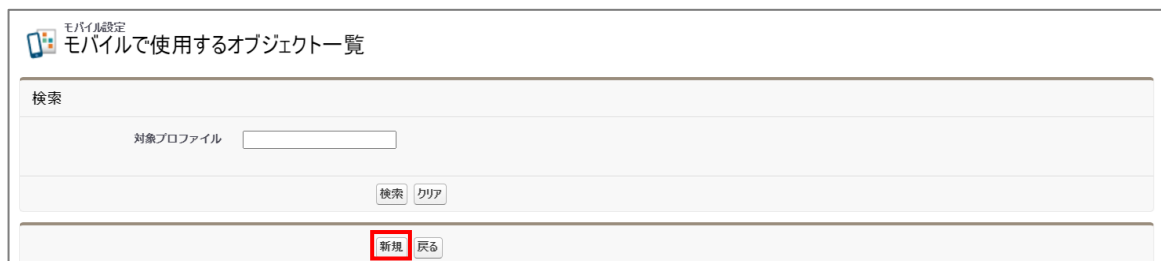 モバイル設定
モバイルで使用するオブジェクト一覧
検索
対象プロファイル
検索 クリア
新規 戻る